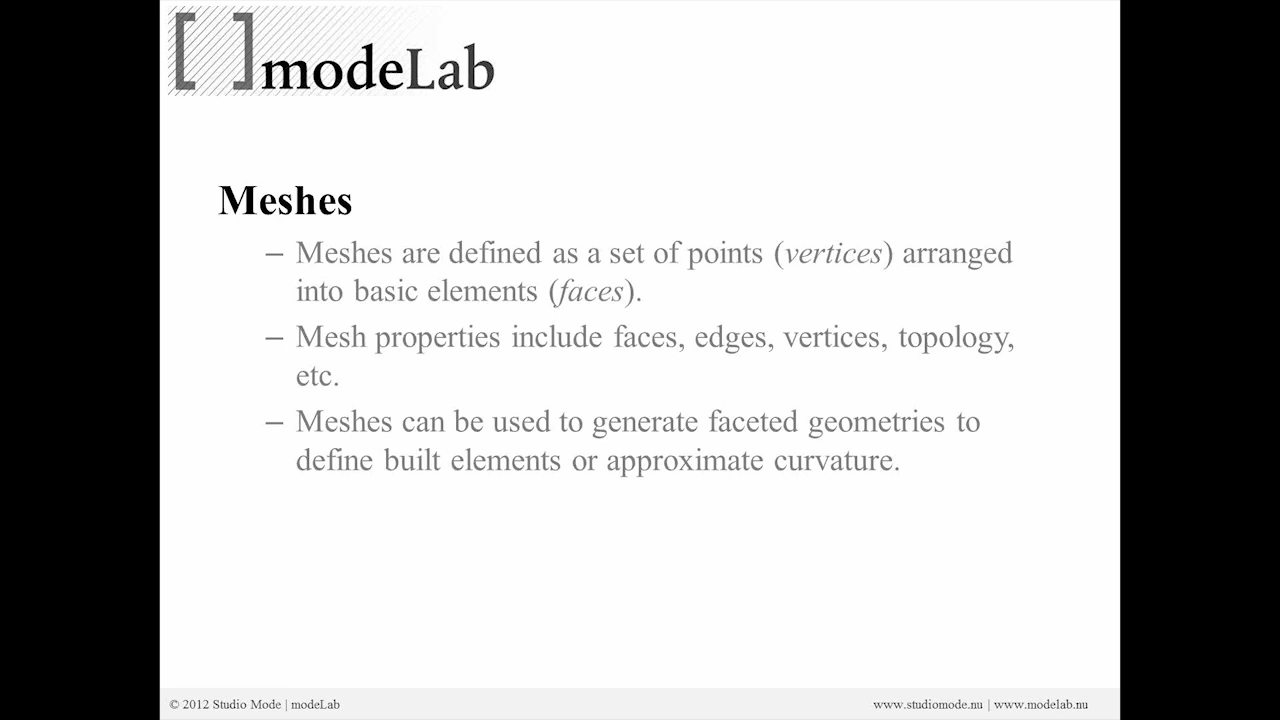 [ ] modeLab
Meshes
– Meshes are defined as a set of points (vertices) arranged
into basic elements (faces).
– Mesh properties include faces, edges, vertices, topology,
etc.
– Meshes can be used to generate faceted geometries to
define built elements or approximate curvature.
© 2012 Studio Mode | modeLab
www.studiomode.nu | www.modelab.nu